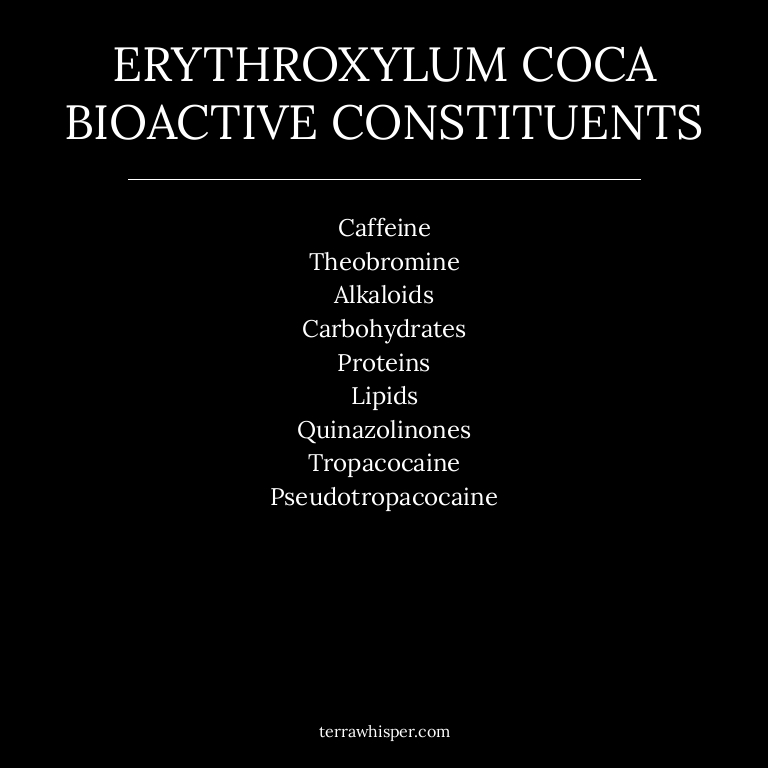 ERYTHROXYLUM COCA
BIOACTIVE CONSTITUENTS
Caffeine
Theobromine
Alkaloids
Carbohydrates
Proteins
Lipids
Quinazolinones
Tropacocaine
Pseudotropacocaine
terrawhisper.com